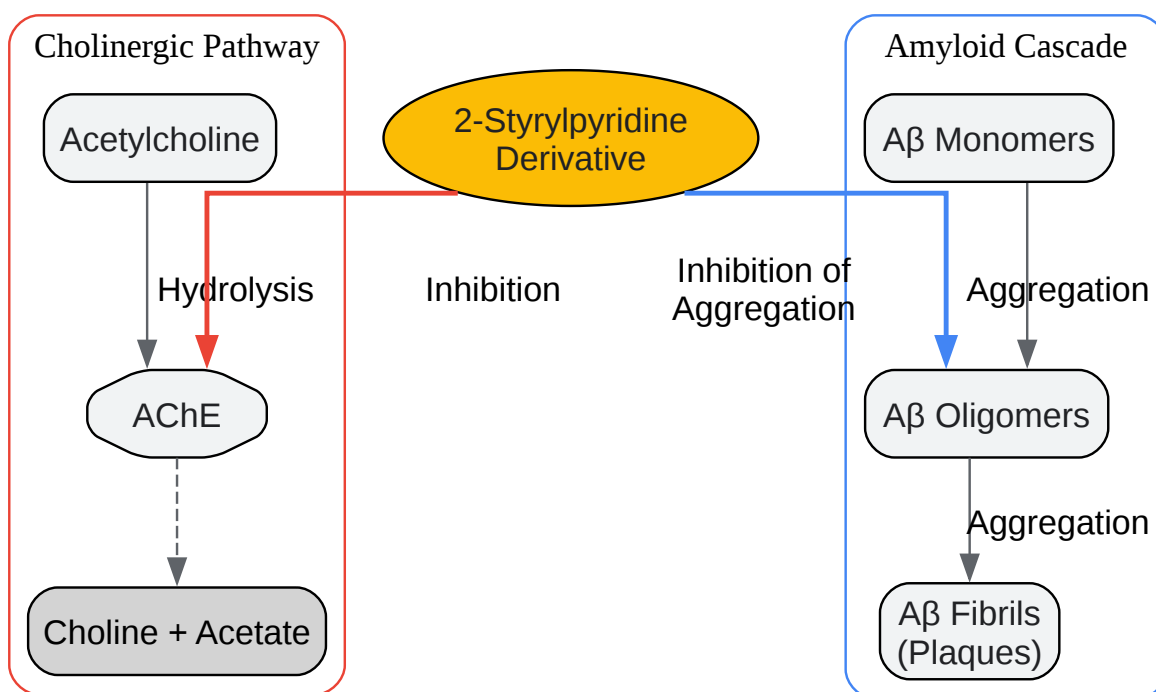 Cholinergic Pathway
Amyloid Cascade
Acetylcholine
2-Styrylpyridine
Derivative
Aβ Monomers
Hydrolysis
Inhibition
Inhibition of
Aggregation
Aggregation
AChE
Aβ Oligomers
Aggregation
Choline + Acetate
Aβ Fibrils
(Plaques)